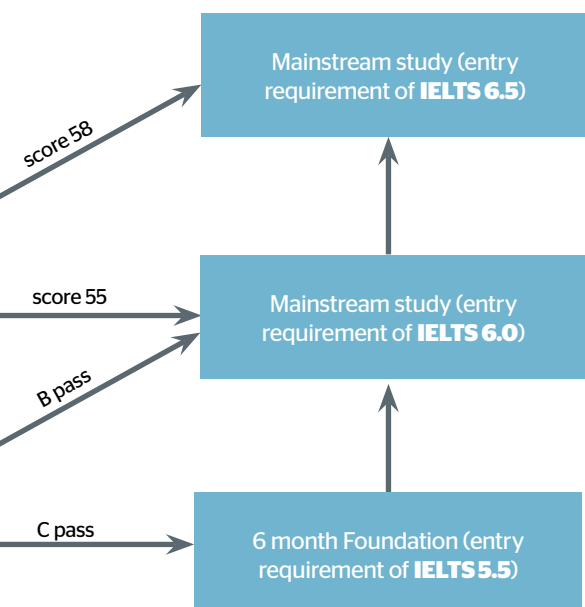 Mainstream study (entry
requirement of IELTS 6.5)
score 58
score 55
Mainstream study (entry
requirement of IELTS 6.0)
B pass
C pass
6 month Foundation (entry
requirement of IELTS 5.5)